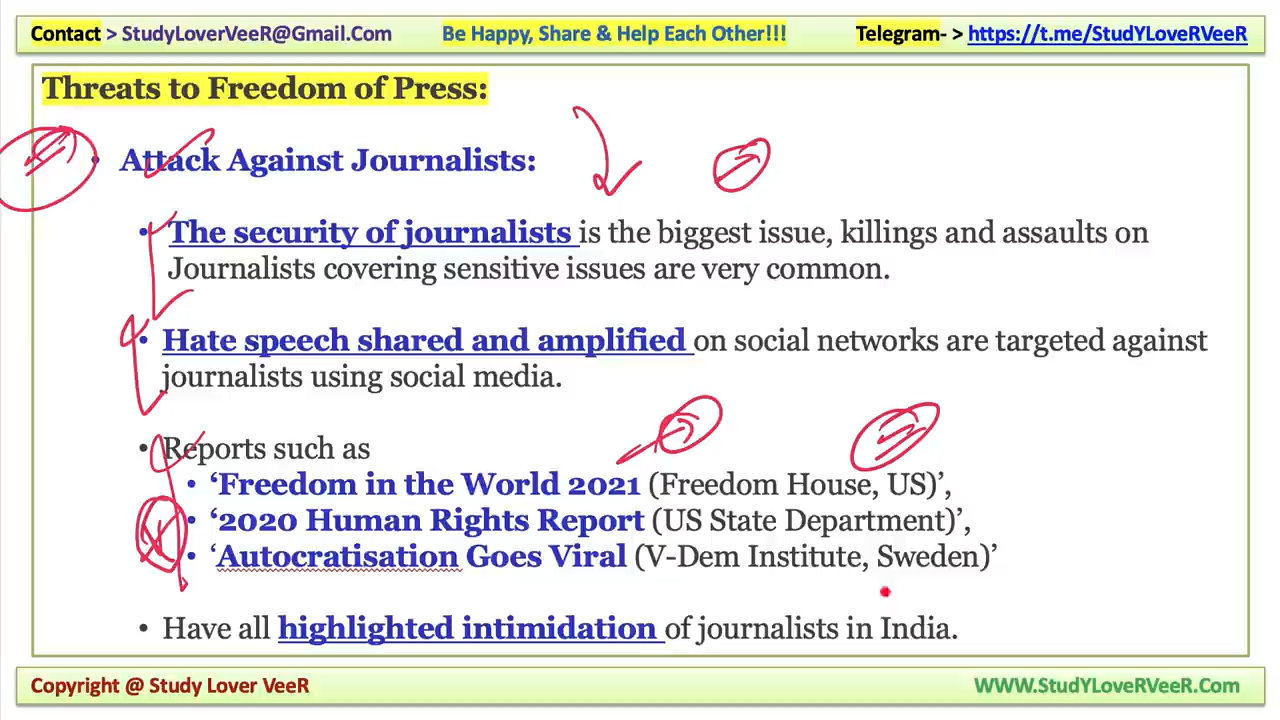 Contact > StudyLoverVeeR@Gmail.Com Be Happy, Share & Help Each Other!!! Telegram- > https://t.me/StudYLoveRVeeR
Threats to Freedom of Press:
• Attack Against Journalists:
• The security of journalists is the biggest issue, killings and assaults on
Journalists covering sensitive issues are very common.
• Hate speech shared and amplified on social networks are targeted against
journalists using social media.
• Reports such as
• ‘Freedom in the World 2021 (Freedom House, US)’,
• ‘2020 Human Rights Report (US State Department)’,
• ‘Autocratisation Goes Viral (V-Dem Institute, Sweden)’
• Have all highlighted intimidation of journalists in India.
Copyright @ Study Lover VeeR WWW.StudYLoveRVeeR.Com